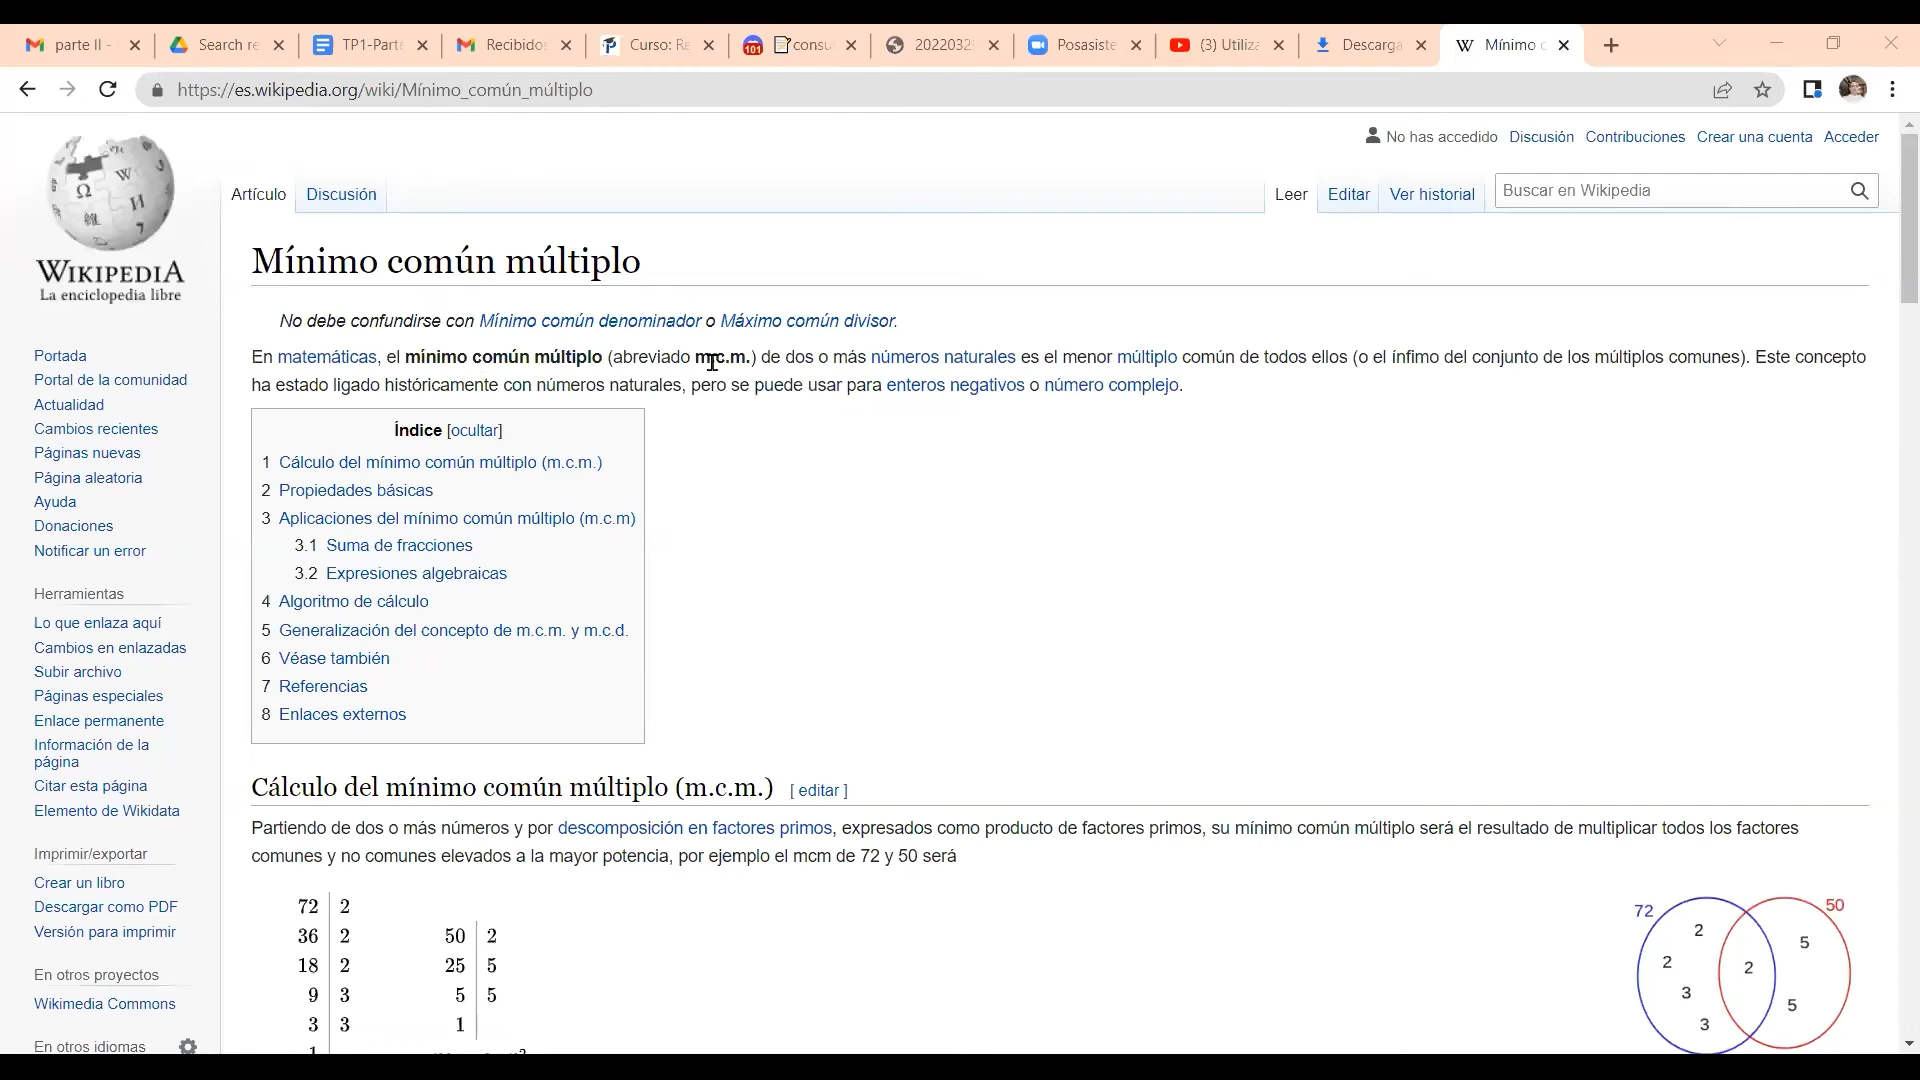 parte II -
Search re
TP1-Parte
Recibidos
Curso: Re
101
consu
2022032
Posasiste
(3) Utiliza
Descarga
Mínimo c
https://es.wikipedia.org/wiki/Mínimo_común_múltiplo
No has accedido Discusión Contribuciones Crear una cuenta Acceder
Artículo Discusión Leer Editar Ver historial Buscar en Wikipedia
WIKIPEDIA
La enciclopedia libre
Mínimo común múltiplo
No debe confundirse con Mínimo común denominador o Máximo común divisor.
En matemáticas, el mínimo común múltiplo (abreviado m.c.m.) de dos o más números naturales es el menor múltiplo común de todos ellos (o el ínfimo del conjunto de los múltiplos comunes). Este concepto
ha estado ligado históricamente con números naturales, pero se puede usar para enteros negativos o número complejo.
Portada
Portal de la comunidad
Actualidad
Cambios recientes
Páginas nuevas
Página aleatoria
Ayuda
Donaciones
Notificar un error
Herramientas
Lo que enlaza aquí
Cambios en enlazadas
Subir archivo
Páginas especiales
Enlace permanente
Información de la
página
Citar esta página
Elemento de Wikidata
Imprimir/exportar
Crear un libro
Descargar como PDF
Versión para imprimir
En otros proyectos
Wikimedia Commons
En otros idiomas
Índice [ocultar]
1 Cálculo del mínimo común múltiplo (m.c.m.)
2 Propiedades básicas
3 Aplicaciones del mínimo común múltiplo (m.c.m)
3.1 Suma de fracciones
3.2 Expresiones algebraicas
4 Algoritmo de cálculo
5 Generalización del concepto de m.c.m. y m.c.d.
6 Véase también
7 Referencias
8 Enlaces externos
Cálculo del mínimo común múltiplo (m.c.m.) [ editar ]
Partiendo de dos o más números y por descomposición en factores primos, expresados como producto de factores primos, su mínimo común múltiplo será el resultado de multiplicar todos los factores
comunes y no comunes elevados a la mayor potencia, por ejemplo el mcm de 72 y 50 será
72 2
36 2 50 2
18 2 25 5
9 3 5 5
3 3 1
1
72 50
2 5
2 2
3 5
3